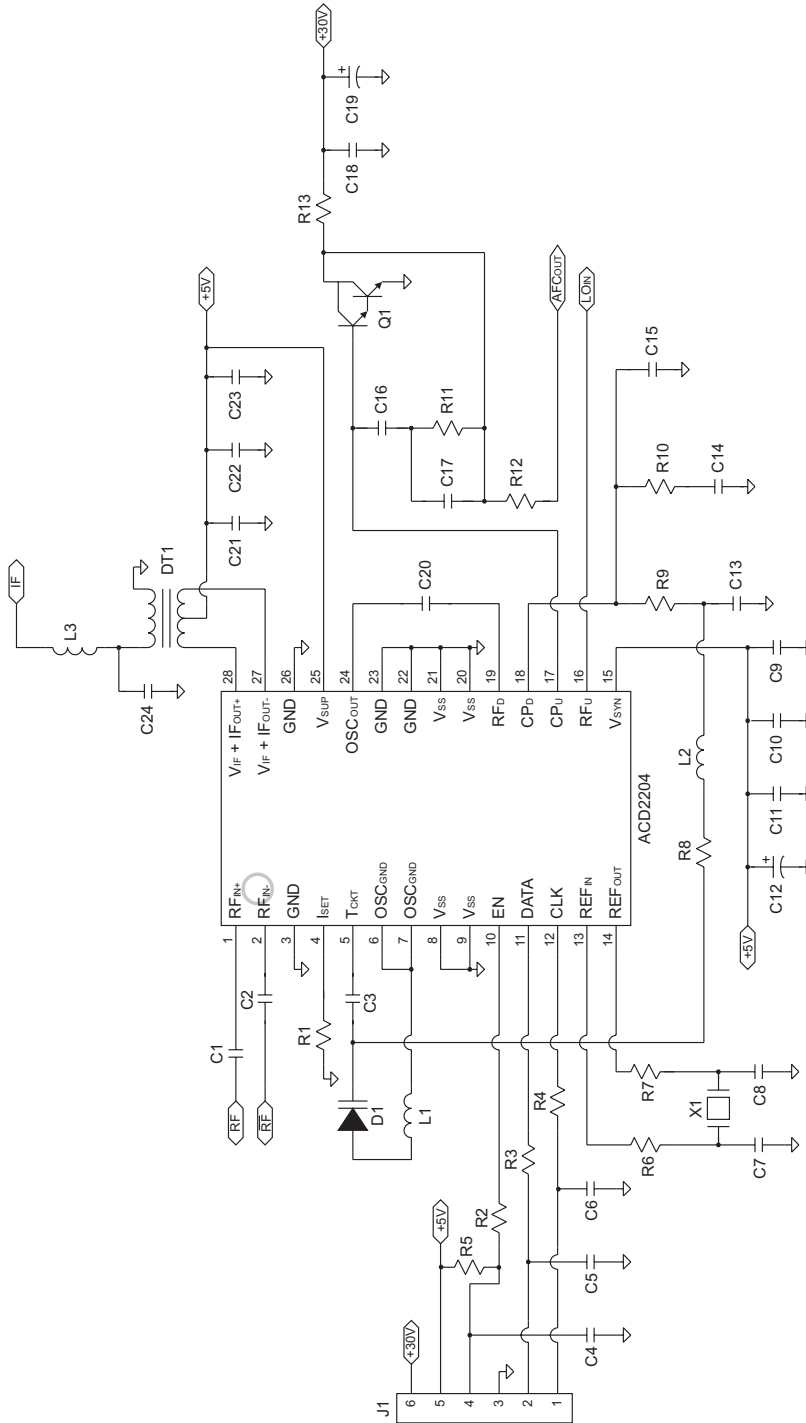 IF
L3
C24
DT1
+5V
C21
C22
C23
+30V
R13
C18
C19
+
Q1
C16
C17
R11
R12
AFCOUT
LOIN
C20
R9
R10
C13
C14
C15
L2
R8
C9
C10
C11
C12
+
+5V
ACD2204
1 RFIN+
2 RFIN-
3 GND
4 ISET
5 TCKT
6 OSCGND
7 OSCGND
8 VSS
9 VSS
10 EN
11 DATA
12 CLK
13 REFIN
14 REFOUT
28 VIF + IFOUT+
27 VIF + IFOUT-
26 GND
25 VSUP
24 OSCOUT
23 GND
22 GND
21 VSS
20 VSS
19 RFD
18 CPD
17 CPU
16 RFU
15 VSYN
RF
C1
RF
C2
R1
C3
D1
L1
R4
R3
R2
R5
+5V
+30V
R6
R7
X1
C7
C8
C6
C5
C4
J1
6
5
4
3
2
1